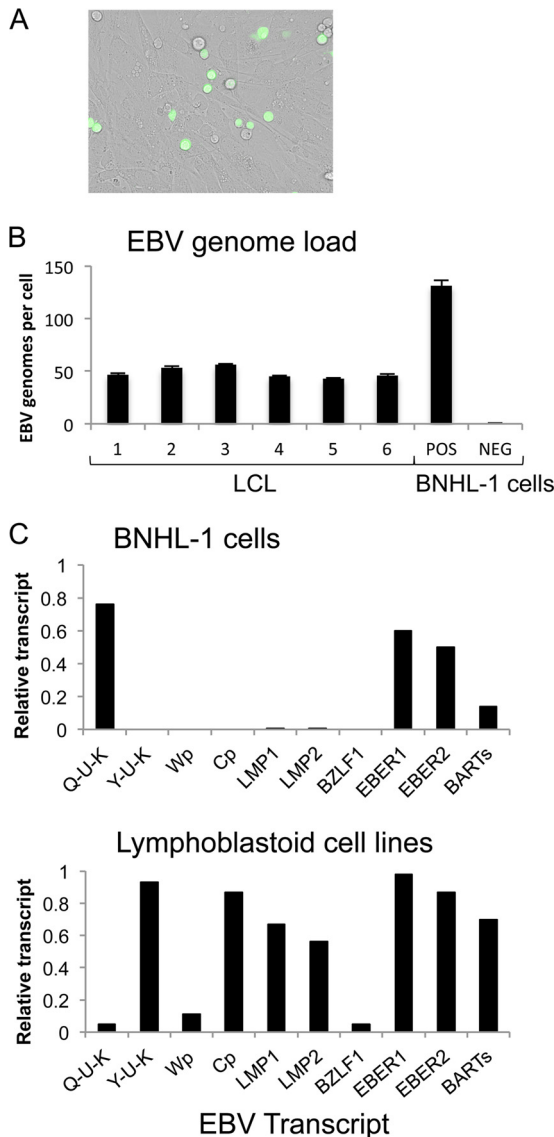 A
B
EBV genome load
EBV genomes per cell
150
100
50
0
1 2 3 4 5 6 POS NEG
LCL BNHL-1 cells
C
BNHL-1 cells
Relative transcript
1
0.8
0.6
0.4
0.2
0
Q-U-K Y-U-K Wp Cp LMP1 LMP2 BZLF1 EBER1 EBER2 BARTs
Lymphoblastoid cell lines
Relative transcript
1
0.8
0.6
0.4
0.2
0
Q-U-K Y-U-K Wp Cp LMP1 LMP2 BZLF1 EBER1 EBER2 BARTs
EBV Transcript